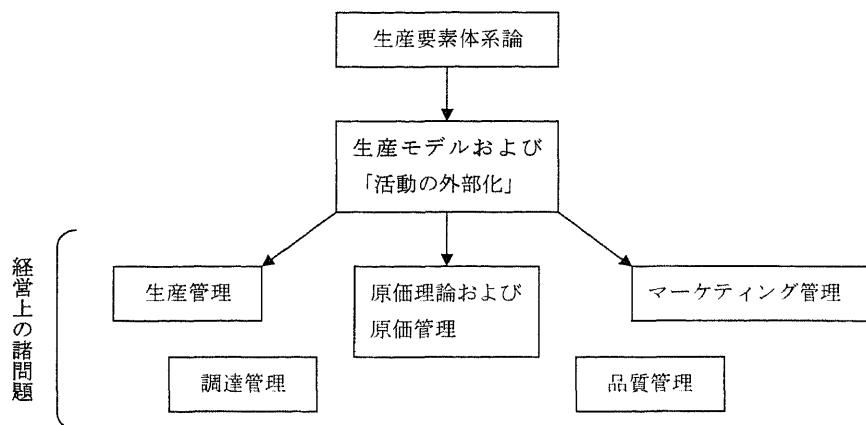 生産要素体系論
生産モデルおよび
「活動の外部化」
経営上の諸問題
生産管理
原価理論および
原価管理
マーケティング管理
調達管理
品質管理